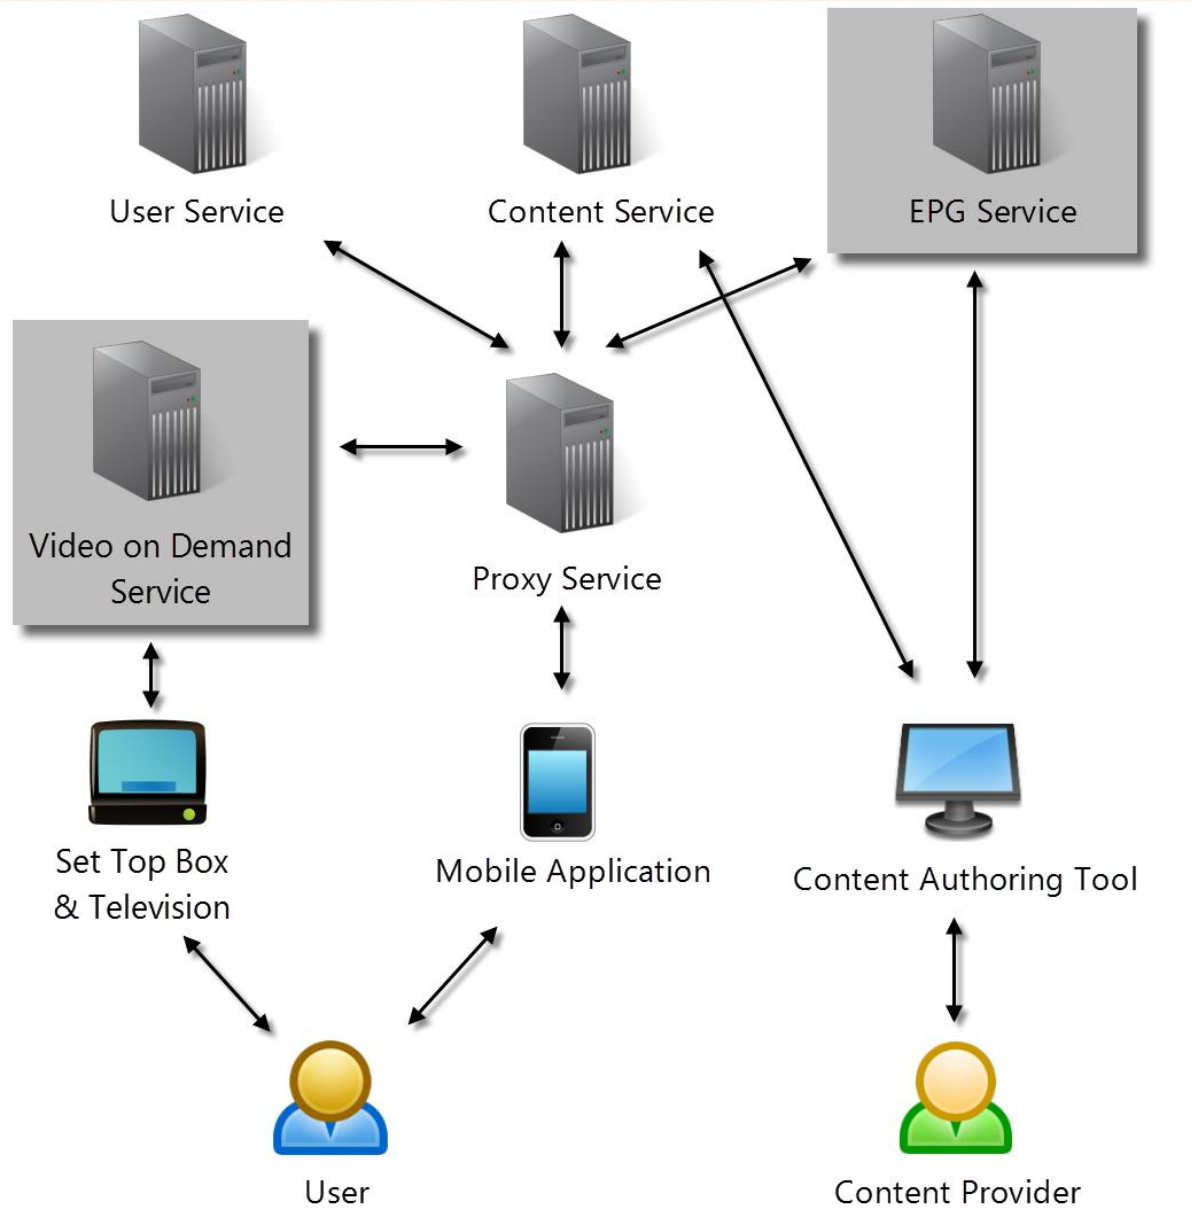 User Service
Content Service
EPG Service
Video on Demand
Service
Proxy Service
Set Top Box
& Television
Mobile Application
Content Authoring Tool
User
Content Provider